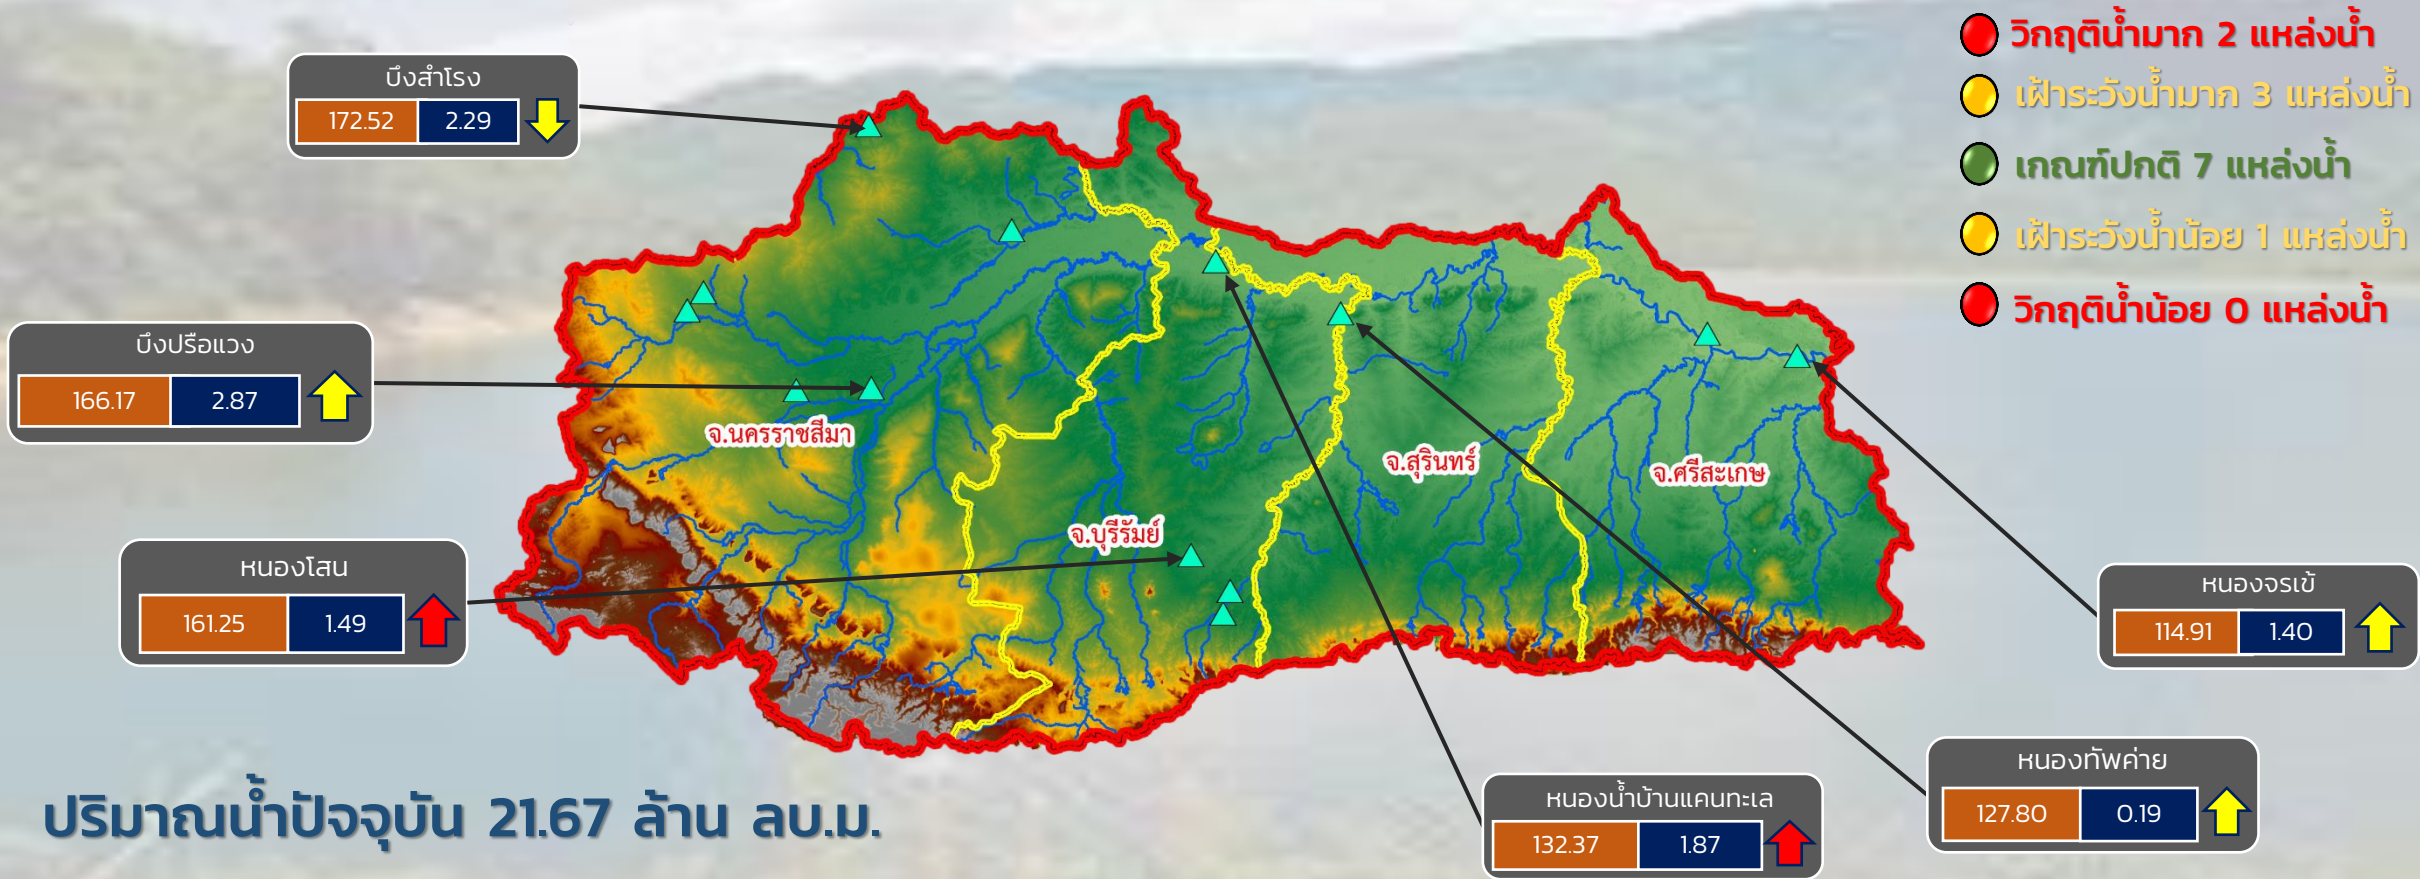 วิกฤติน้ำมาก 2 แหล่งน้ำ
เฝ้าระวังน้ำมาก 3 แหล่งน้ำ
เกณฑ์ปกติ 7 แหล่งน้ำ
เฝ้าระวังน้ำน้อย 1 แหล่งน้ำ
วิกฤติน้ำน้อย 0 แหล่งน้ำ
บึงสำโรง
172.52 2.29
บึงปรือแวง
166.17 2.87
หนองโสน
161.25 1.49
จ.นครราชสีมา
จ.บุรีรัมย์
จ.สุรินทร์
จ.ศรีสะเกษ
หนองจรเข้
114.91 1.40
หนองทัพค่าย
127.80 0.19
หนองน้ำบ้านแคนทะเล
132.37 1.87
ปริมาณน้ำปัจจุบัน 21.67 ล้าน ลบ.ม.